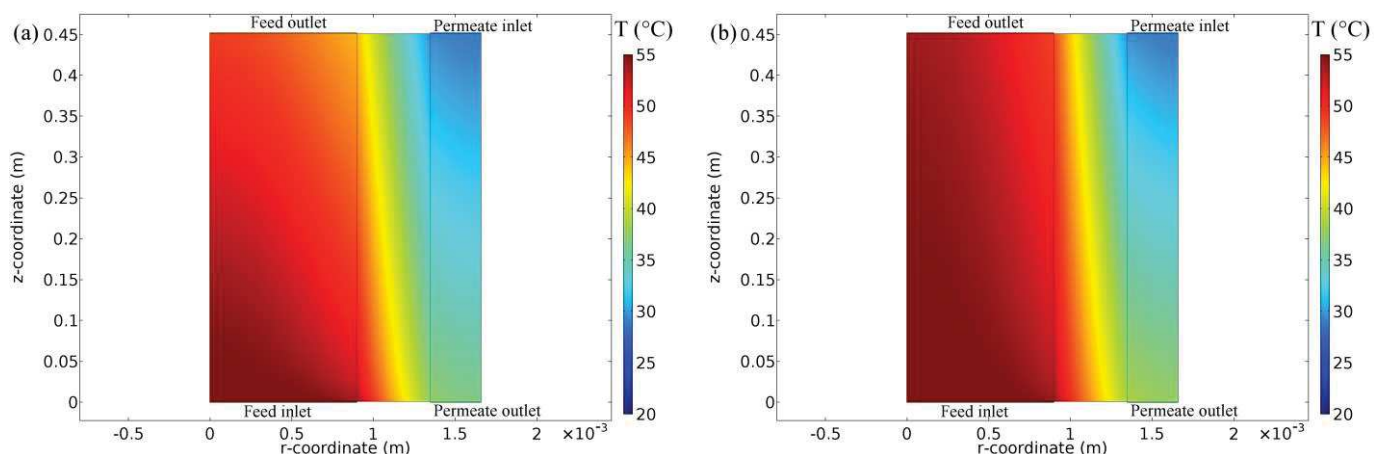 (a)
Feed outlet
Permeate inlet
T (°C)
0.45
0.4
0.35
0.3
0.25
0.2
0.15
0.1
0.05
0
z-coordinate (m)
55
50
45
40
35
30
25
20
Feed inlet
Permeate outlet
-0.5 0 0.5 1 1.5 2 ×10⁻³
r-coordinate (m)
(b)
Feed outlet
Permeate inlet
T (°C)
0.45
0.4
0.35
0.3
0.25
0.2
0.15
0.1
0.05
0
z-coordinate (m)
55
50
45
40
35
30
25
20
Feed inlet
Permeate outlet
-0.5 0 0.5 1 1.5 2 ×10⁻³
r-coordinate (m)